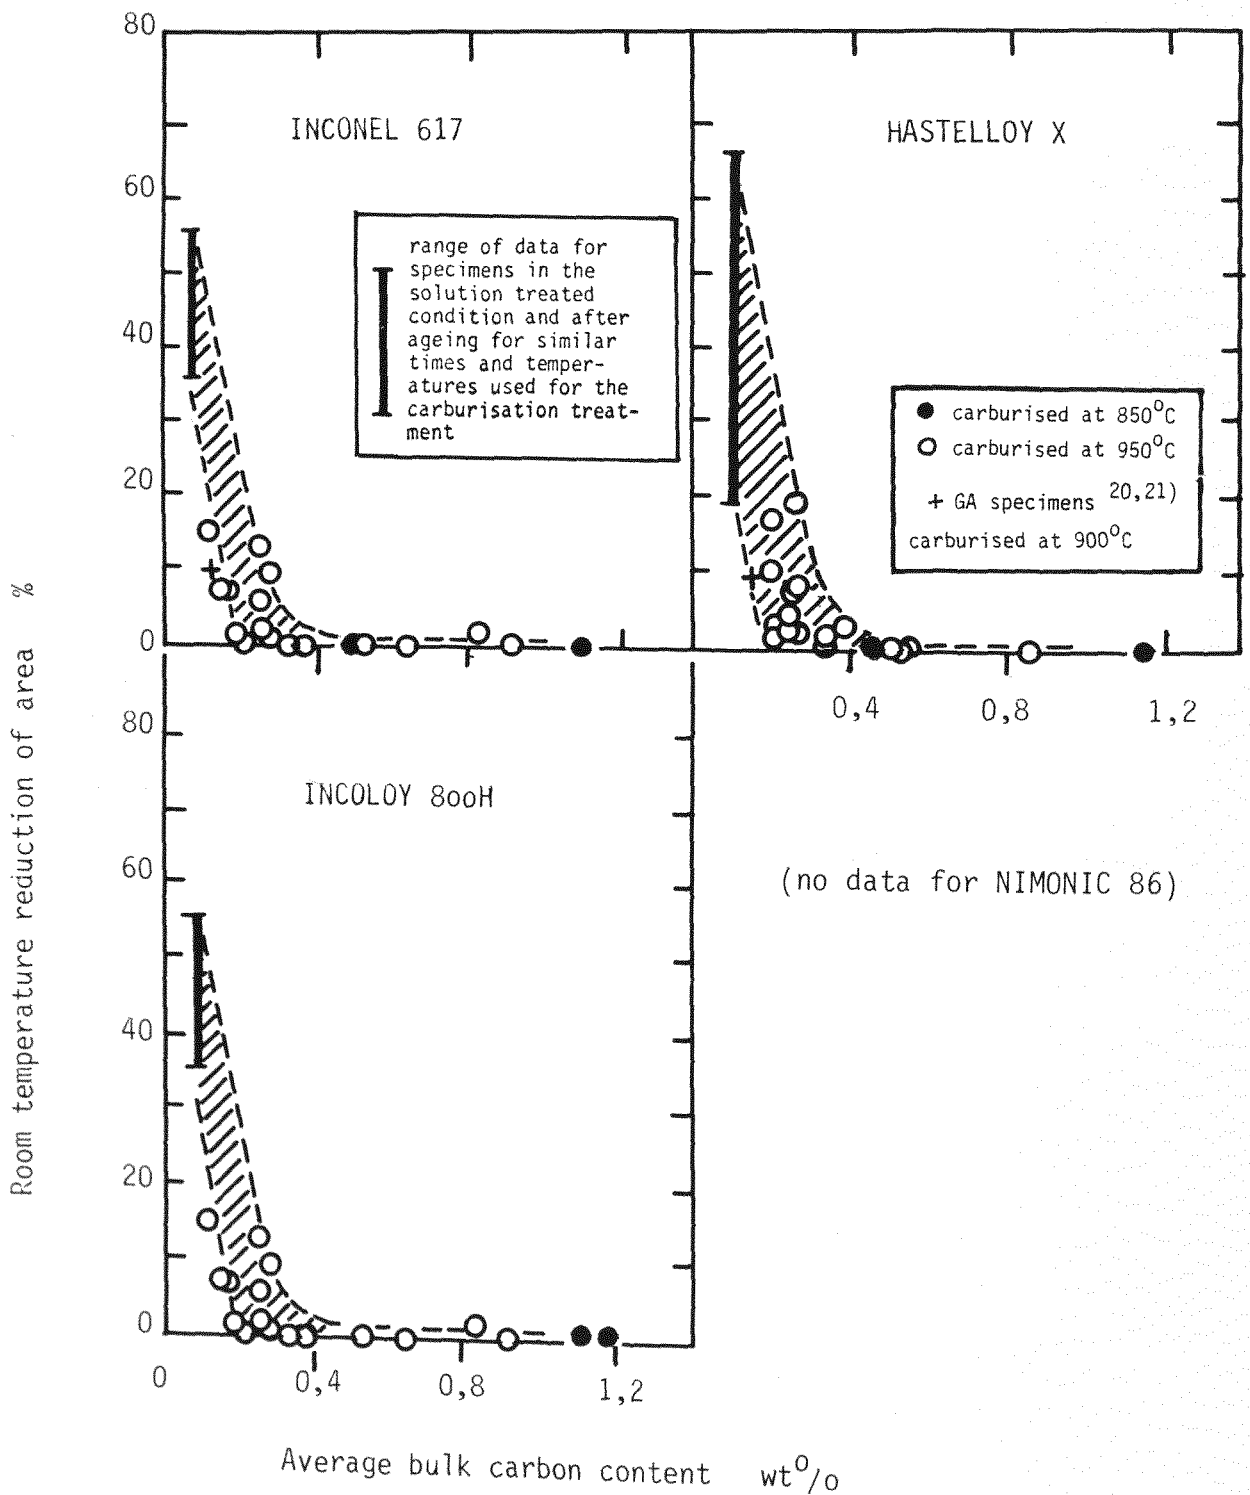 80
60
40
20
0
INCONEL 617
range of data for
specimens in the
solution treated
condition and after
ageing for similar
times and temper-
atures used for the
carburisation treat-
ment
HASTELLOY X
carburised at 850°C
carburised at 950°C
+ GA specimens 20,21)
carburised at 900°C
0,4
0,8
1,2
80
60
40
20
0
INCOLOY 8ooH
(no data for NIMONIC 86)
0
0,4
0,8
1,2
Room temperature reduction of area %
Average bulk carbon content wt⁰/o